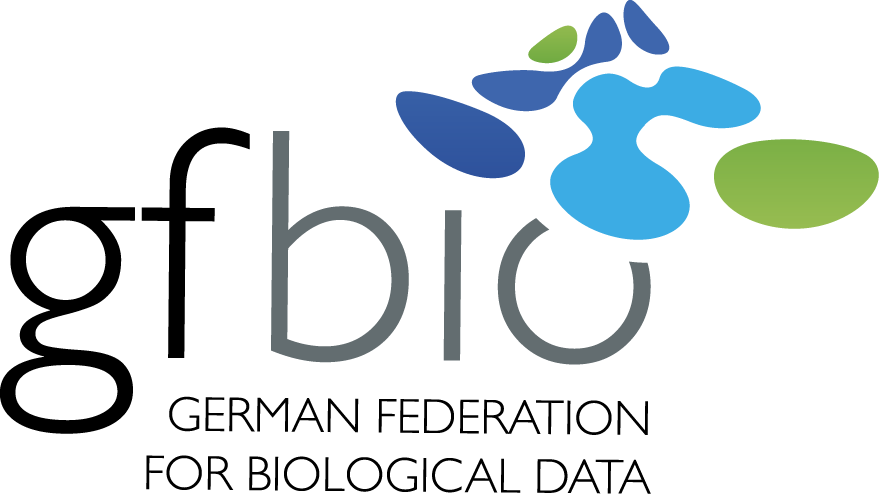 gfbio
GERMAN FEDERATION
FOR BIOLOGICAL DATA